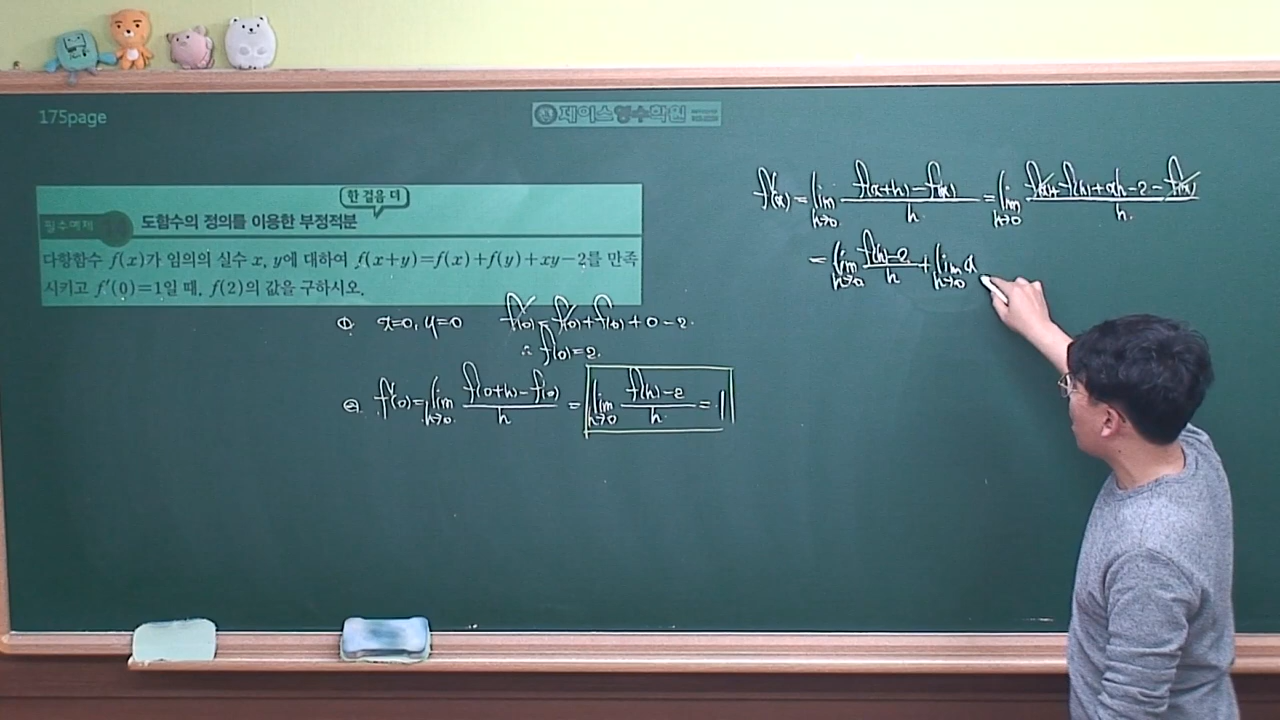 175page
제이스영수학원
한 걸음 더
필수예제
도함수의 정의를 이용한 부정적분
다항함수 f(x)가 임의의 실수 x, y에 대하여 f(x+y)=f(x)+f(y)+xy-2를 만족
시키고 f'(0)=1일 때, f(2)의 값을 구하시오.
① x=0, y=0 f(0)=f(0)+f(0)+0-2.
∴ f(0)=2.
② f'(0)=lim h→0 f(0+h)-f(0)/h = lim h→0 f(h)-2/h = 1
f'(x)=lim h→0 f(x+h)-f(x)/h = lim h→0 f(x)+f(h)+xh-2-f(x)/h
= lim h→0 f(h)-2/h + lim h→0 x